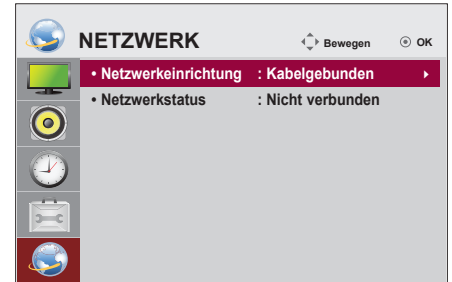 NETZWERK Bewegen OK
• Netzwerkeinrichtung : Kabelgebunden
• Netzwerkstatus : Nicht verbunden